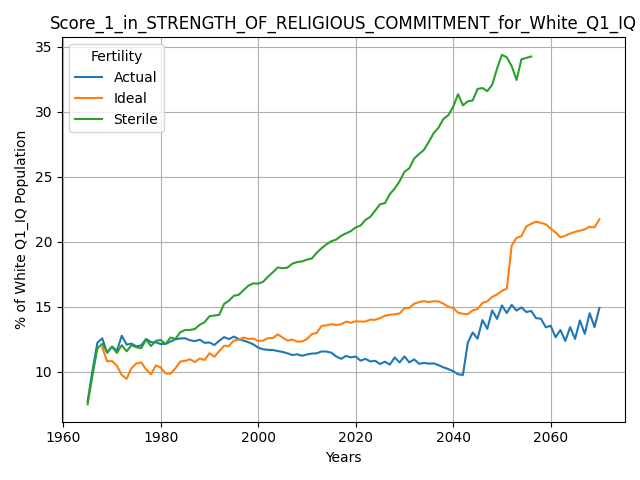 Score_1_in_STRENGTH_OF_RELIGIOUS_COMMITMENT_for_White_Q1_IQ
35
30
25
20
15
10
% of White Q1_IQ Population
Fertility
Actual
Ideal
Sterile
1960 1980 2000 2020 2040 2060
Years